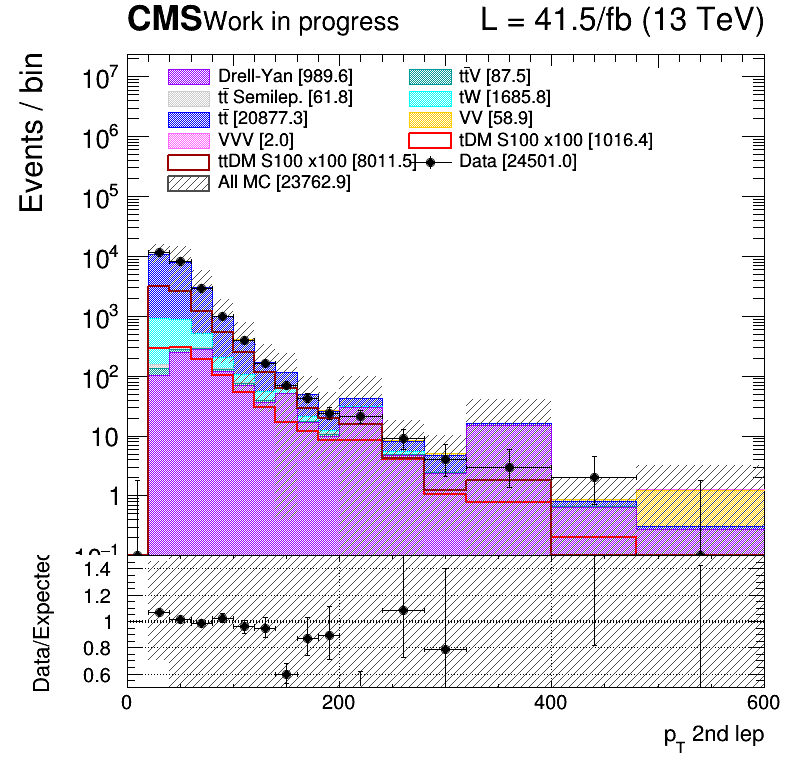 CMS Work in progress L = 41.5/fb (13 TeV)
Events / bin
10⁷
10⁶
10⁵
10⁴
10³
10²
10
1
10⁻¹
Drell-Yan [989.6] tt̄V [87.5]
tt̄ Semilep. [61.8] tW [1685.8]
tt̄ [20877.3] VV [58.9]
VVV [2.0] tDM S100 x100 [1016.4]
ttDM S100 x100 [8011.5] Data [24501.0]
All MC [23762.9]
Data/Expected
1.4
1.2
1
0.8
0.6
0 200 400 600
p_T 2nd lep